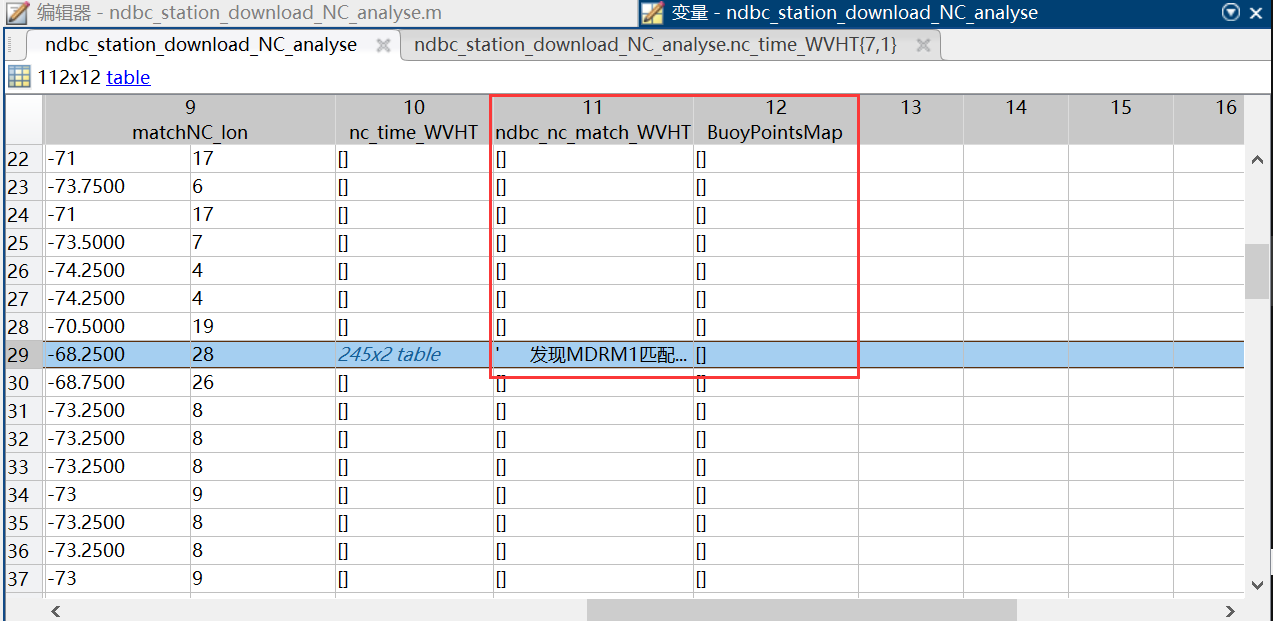 编辑器 - ndbc_station_download_NC_analyse.m
变量 - ndbc_station_download_NC_analyse
ndbc_station_download_NC_analyse
ndbc_station_download_NC_analyse.nc_time_WVHT{7,1}
112x12 table
9 10 11 12 13 14 15 16
matchNC_lon nc_time_WVHT ndbc_nc_match_WVHT BuoyPointsMap
22 -71 17 [] [] []
23 -73.7500 6 [] [] []
24 -71 17 [] [] []
25 -73.5000 7 [] [] []
26 -74.2500 4 [] [] []
27 -74.2500 4 [] [] []
28 -70.5000 19 [] [] []
29 -68.2500 28 245x2 table ' 发现MDRM1匹配... []
30 -68.7500 26 [] [] []
31 -73.2500 8 [] [] []
32 -73.2500 8 [] [] []
33 -73.2500 8 [] [] []
34 -73 9 [] [] []
35 -73.2500 8 [] [] []
36 -73.2500 8 [] [] []
37 -73 9 [] [] []